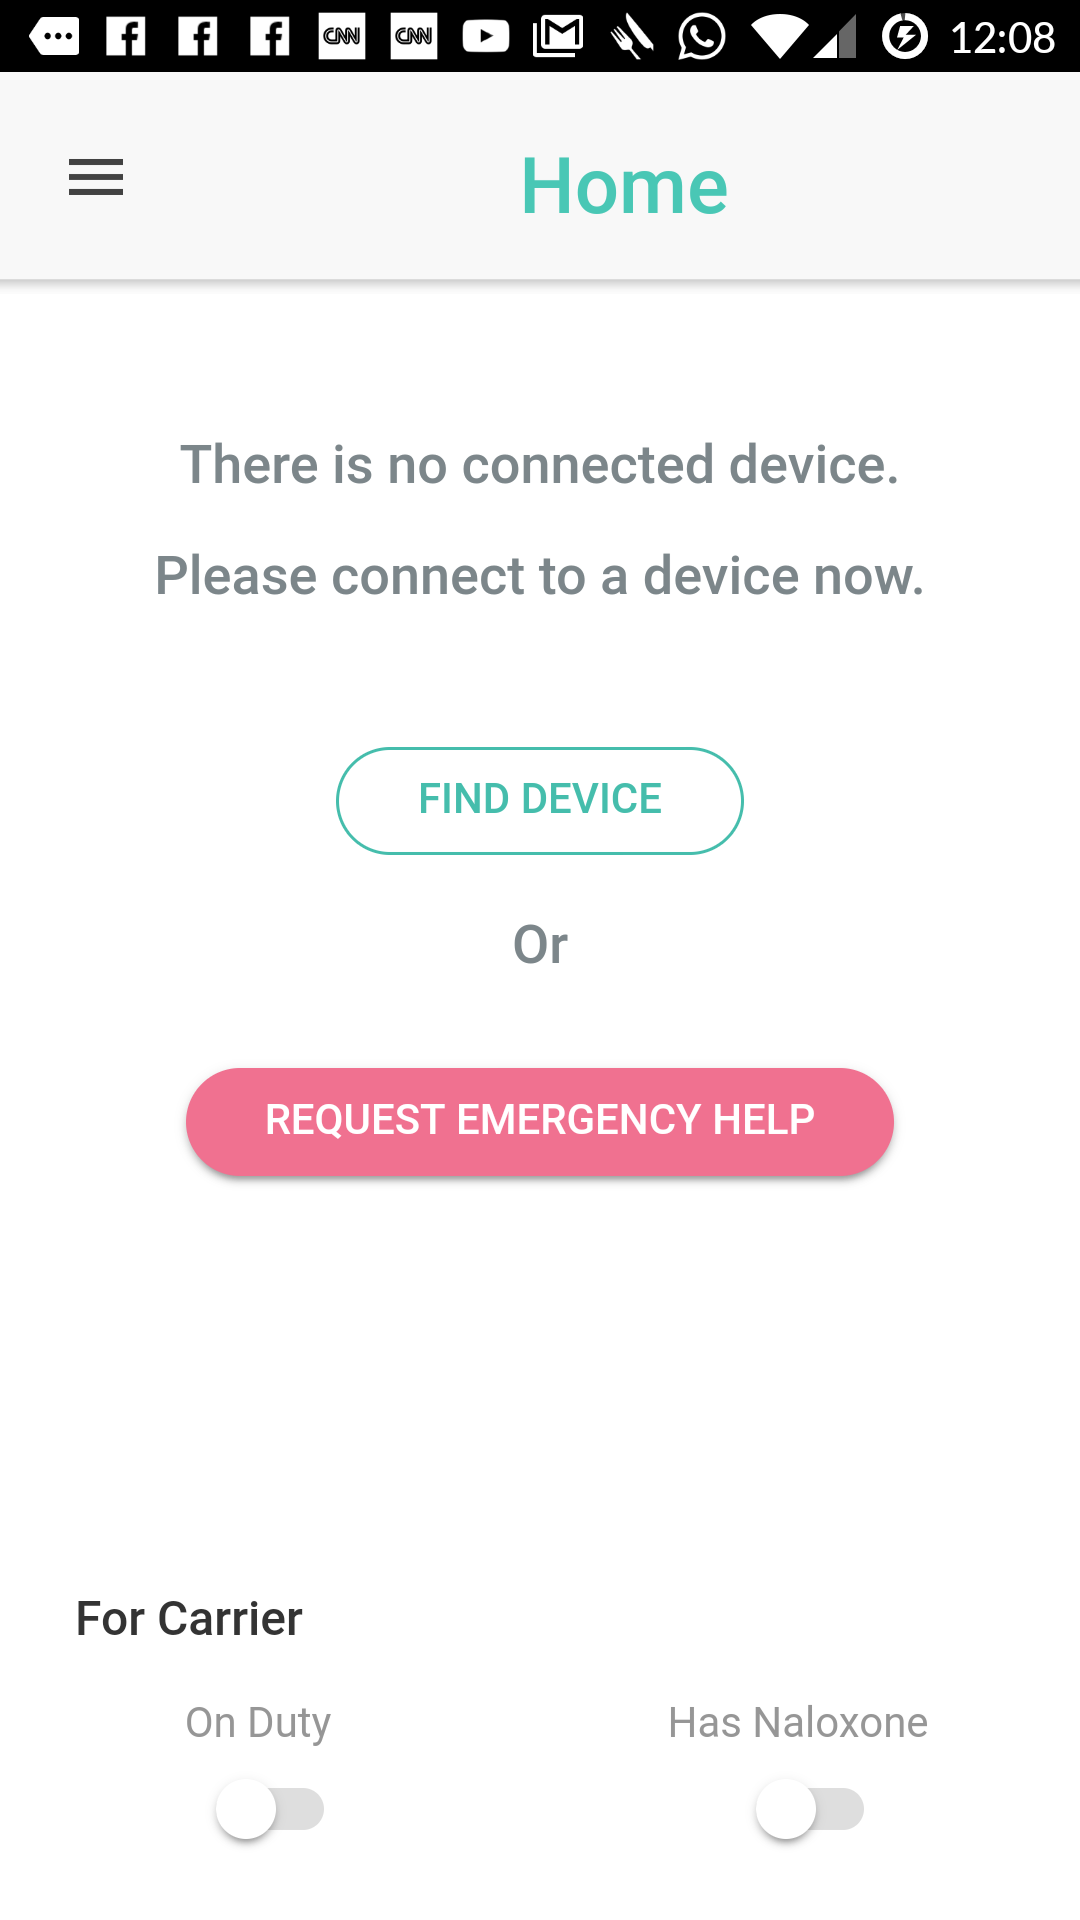 CNN CNN 12:08
Home
There is no connected device.
Please connect to a device now.
FIND DEVICE
Or
REQUEST EMERGENCY HELP
For Carrier
On Duty Has Naloxone